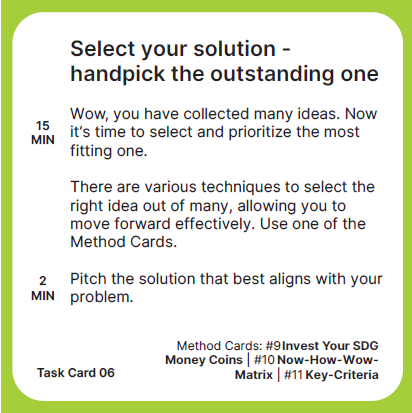 Select your solution -
handpick the outstanding one
15
MIN
Wow, you have collected many ideas. Now
it's time to select and prioritize the most
fitting one.
There are various techniques to select the
right idea out of many, allowing you to
move forward effectively. Use one of the
Method Cards.
2
MIN
Pitch the solution that best aligns with your
problem.
Method Cards: #9 Invest Your SDG
Money Coins | #10 Now-How-Wow-
Matrix | #11 Key-Criteria
Task Card 06